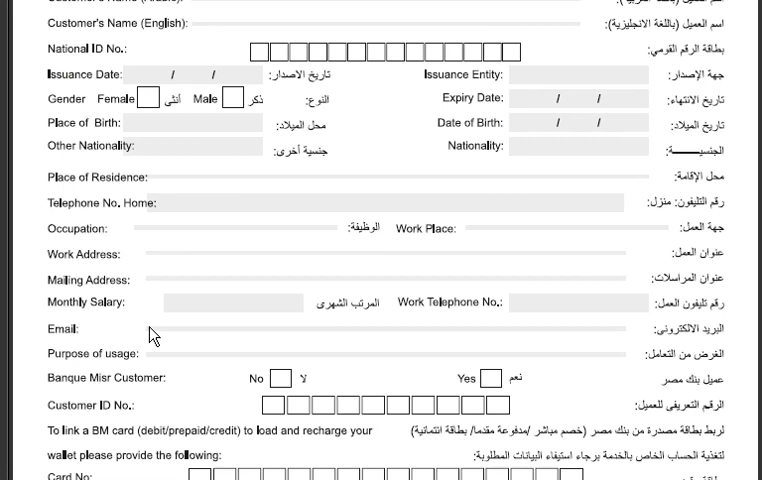 Customer's Name (Arabic): اسم العميل (باللغة العربية):
Customer's Name (English): اسم العميل (باللغة الانجليزية):
National ID No.: بطاقة الرقم القومي:
Issuance Date: / / تاريخ الاصدار: Issuance Entity: جهة الإصدار:
Gender Female أنثى Male ذكر النوع: Expiry Date: / / تاريخ الانتهاء:
Place of Birth: محل الميلاد: Date of Birth: / / تاريخ الميلاد:
Other Nationality: جنسية أخرى: Nationality: الجنسيـــــة:
Place of Residence: محل الإقامة:
Telephone No. Home: رقم التليفون: منزل:
Occupation: الوظيفة: Work Place: جهة العمل:
Work Address: عنوان العمل:
Mailing Address: عنوان المراسلات:
Monthly Salary: المرتب الشهرى Work Telephone No.: رقم تليفون العمل:
Email: البريد الالكترونى:
Purpose of usage: الغرض من التعامل:
Banque Misr Customer: No لا Yes نعم عميل بنك مصر
Customer ID No.: الرقم التعريفى للعميل:
To link a BM card (debit/prepaid/credit) to load and recharge your لربط بطاقة مصدرة من بنك مصر (خصم مباشر /مدفوعة مقدما/ بطاقة ائتمانية)
wallet please provide the following: لتغذية الحساب الخاص بالخدمة برجاء استيفاء البيانات المطلوبة:
Card No: